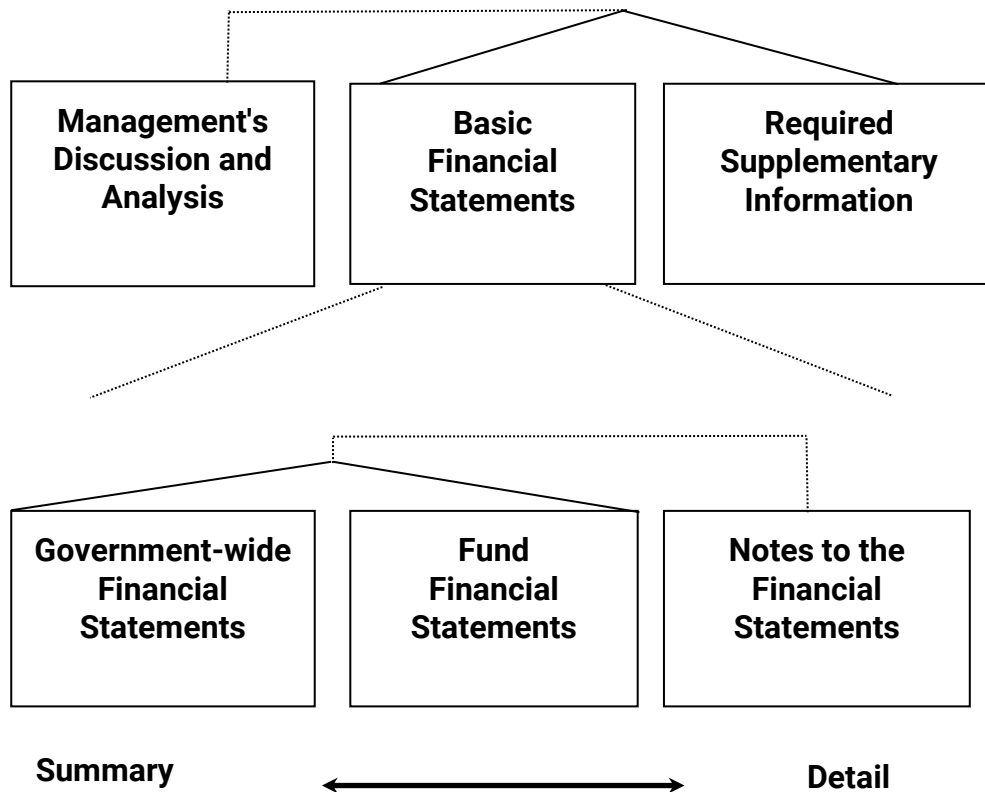 Management's
Discussion and
Analysis
Basic
Financial
Statements
Required
Supplementary
Information
Government-wide
Financial
Statements
Fund
Financial
Statements
Notes to the
Financial
Statements
Summary
Detail